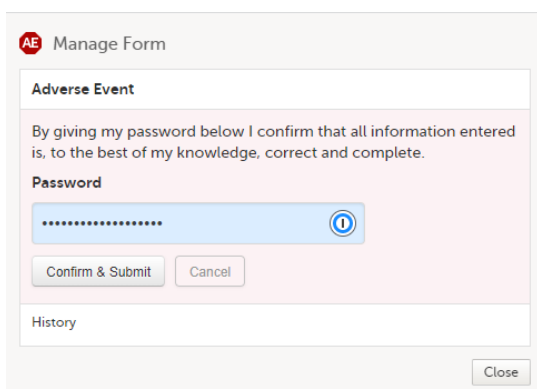 AE Manage Form
Adverse Event
By giving my password below I confirm that all information entered
is, to the best of my knowledge, correct and complete.
Password
•••••••••••••••••••
Confirm & Submit Cancel
History
Close